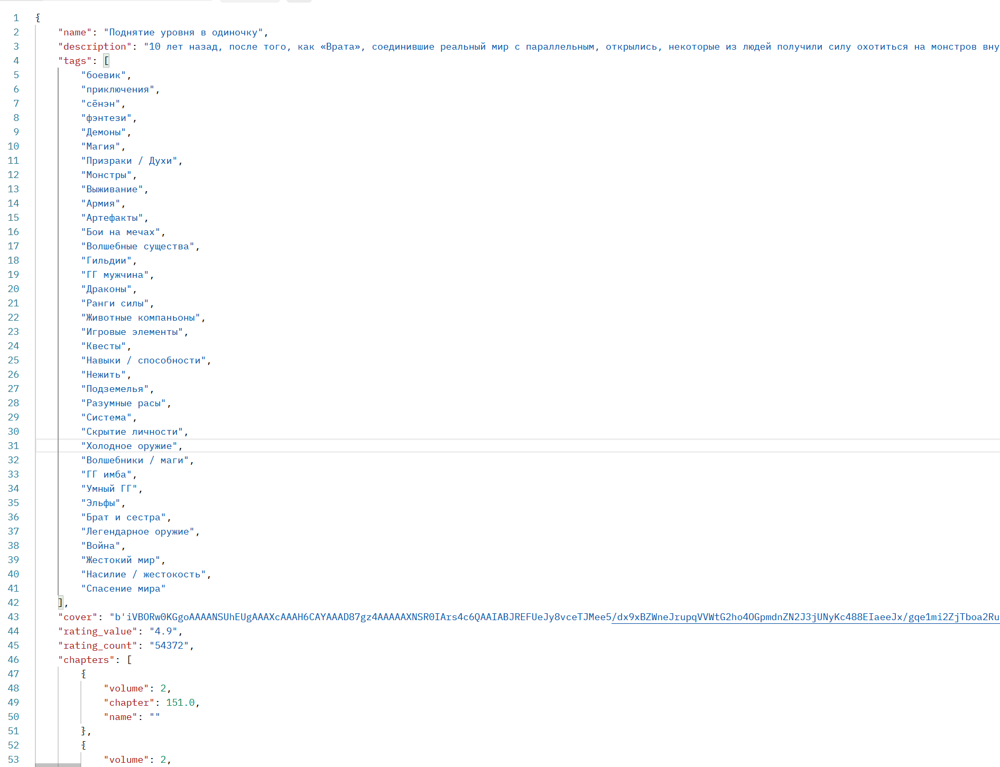 1 {
2 "name": "Поднятие уровня в одиночку",
3 "description": "10 лет назад, после того, как «Врата», соединившие реальный мир с параллельным, открылись, некоторые из людей получили силу охотиться на монстров вну
4 "tags": [
5 "боевик",
6 "приключения",
7 "сёнэн",
8 "фэнтези",
9 "Демоны",
10 "Магия",
11 "Призраки / Духи",
12 "Монстры",
13 "Выживание",
14 "Армия",
15 "Артефакты",
16 "Бои на мечах",
17 "Волшебные существа",
18 "Гильдии",
19 "ГГ мужчина",
20 "Драконы",
21 "Ранги силы",
22 "Животные компаньоны",
23 "Игровые элементы",
24 "Квесты",
25 "Навыки / способности",
26 "Нежить",
27 "Подземелья",
28 "Разумные расы",
29 "Система",
30 "Скрытие личности",
31 "Холодное оружие",
32 "Волшебники / маги",
33 "ГГ имба",
34 "Умный ГГ",
35 "Эльфы",
36 "Брат и сестра",
37 "Легендарное оружие",
38 "Война",
39 "Жестокий мир",
40 "Насилие / жестокость",
41 "Спасение мира"
42 ],
43 "cover": "b'iVBORw0KGgoAAAANSUhEUgAAAXcAAAH6CAYAAAD87gz4AAAAAXNSR0IArs4c6QAAIABJREFUeJy8vceTJMee5/dx9xBZWneJrupqVVWtG2ho4OGpmdnZN2J3jUNyKc488EIaeeJx/gqe1mi2ZjTboa2Ru
44 "rating_value": "4.9",
45 "rating_count": "54372",
46 "chapters": [
47 {
48 "volume": 2,
49 "chapter": 151.0,
50 "name": ""
51 },
52 {
53 "volume": 2,